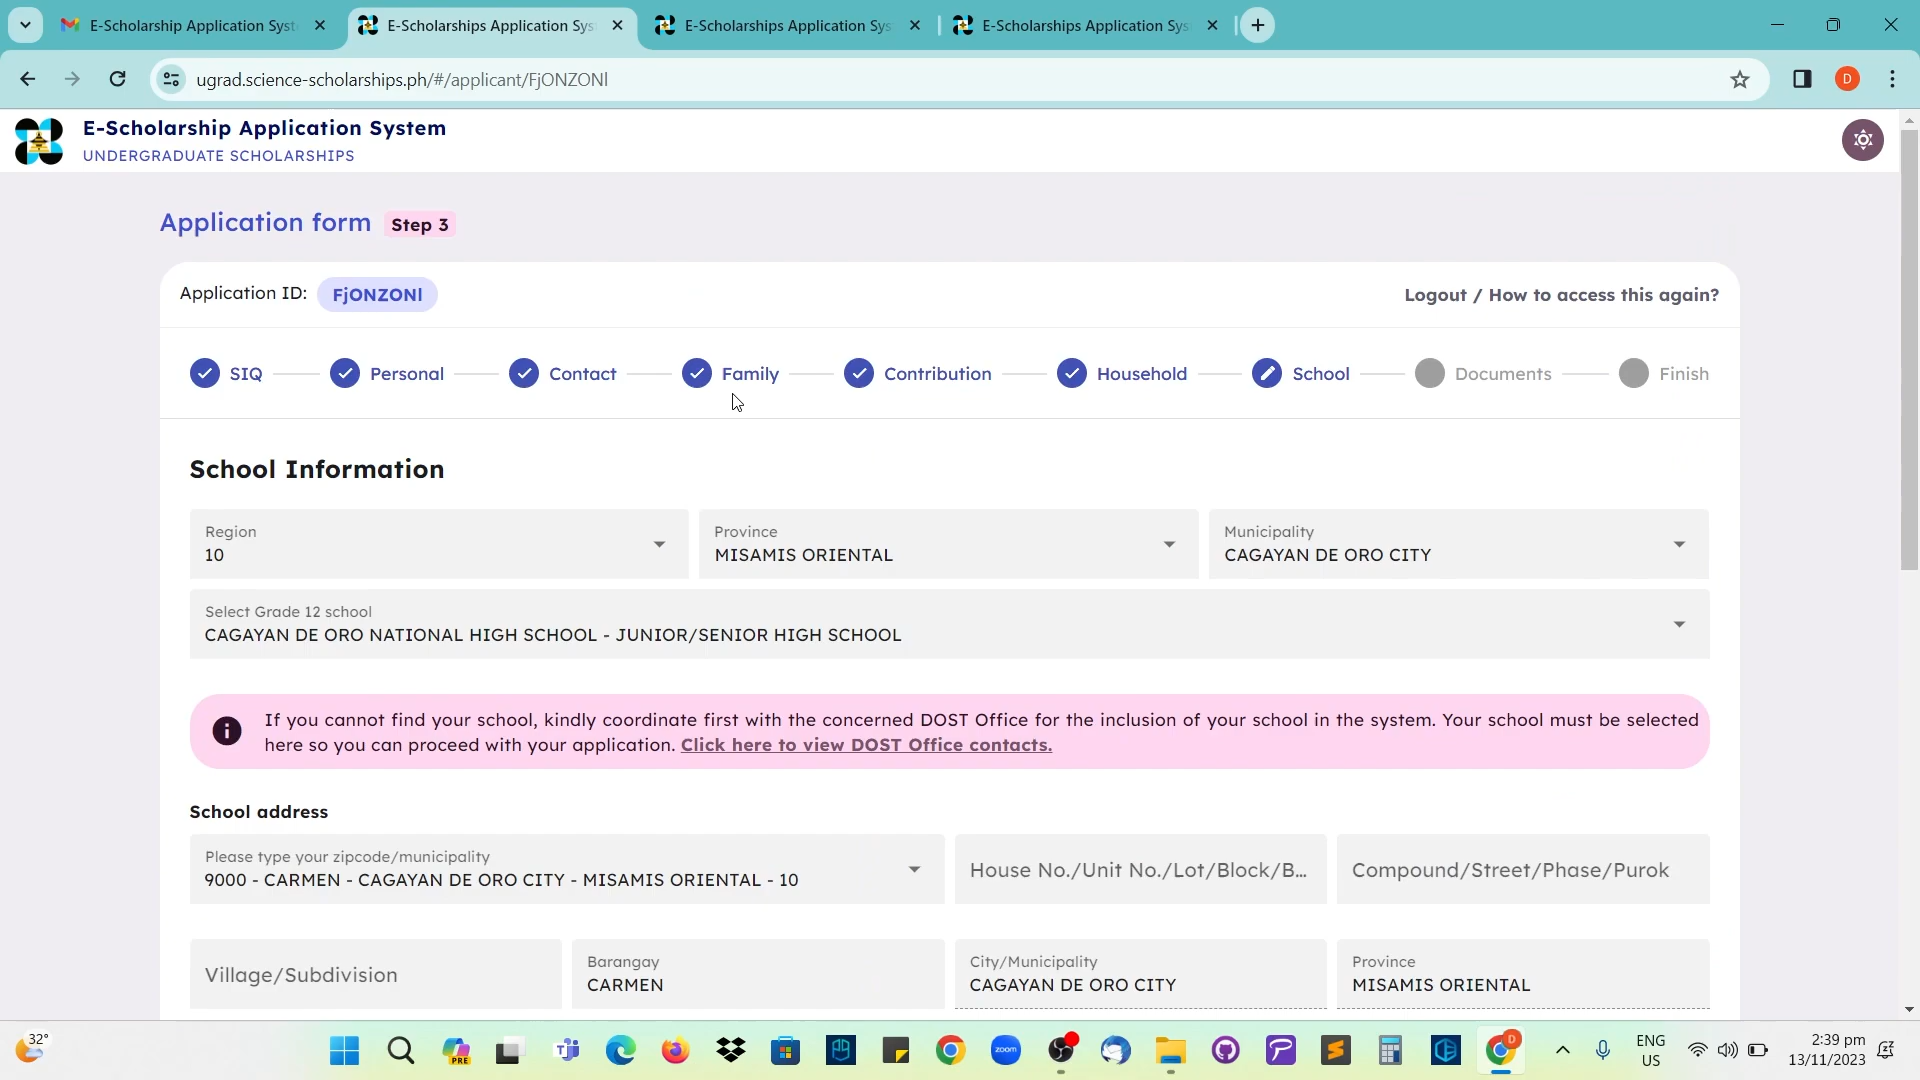 E-Scholarship Application Syst
E-Scholarships Application Sys
E-Scholarships Application Sys
E-Scholarships Application Sys
ugrad.science-scholarships.ph/#/applicant/FjONZONl
D
E-Scholarship Application System
UNDERGRADUATE SCHOLARSHIPS
Application form Step 3
Application ID: FjONZONl
Logout / How to access this again?
SIQ Personal Contact Family Contribution Household School Documents Finish
School Information
Region
10
Province
MISAMIS ORIENTAL
Municipality
CAGAYAN DE ORO CITY
Select Grade 12 school
CAGAYAN DE ORO NATIONAL HIGH SCHOOL - JUNIOR/SENIOR HIGH SCHOOL
If you cannot find your school, kindly coordinate first with the concerned DOST Office for the inclusion of your school in the system. Your school must be selected
here so you can proceed with your application. Click here to view DOST Office contacts.
School address
Please type your zipcode/municipality
9000 - CARMEN - CAGAYAN DE ORO CITY - MISAMIS ORIENTAL - 10
House No./Unit No./Lot/Block/B...
Compound/Street/Phase/Purok
Village/Subdivision
Barangay
CARMEN
City/Municipality
CAGAYAN DE ORO CITY
Province
MISAMIS ORIENTAL
32°
PRE
zoom
D
ENG
US
2:39 pm
13/11/2023